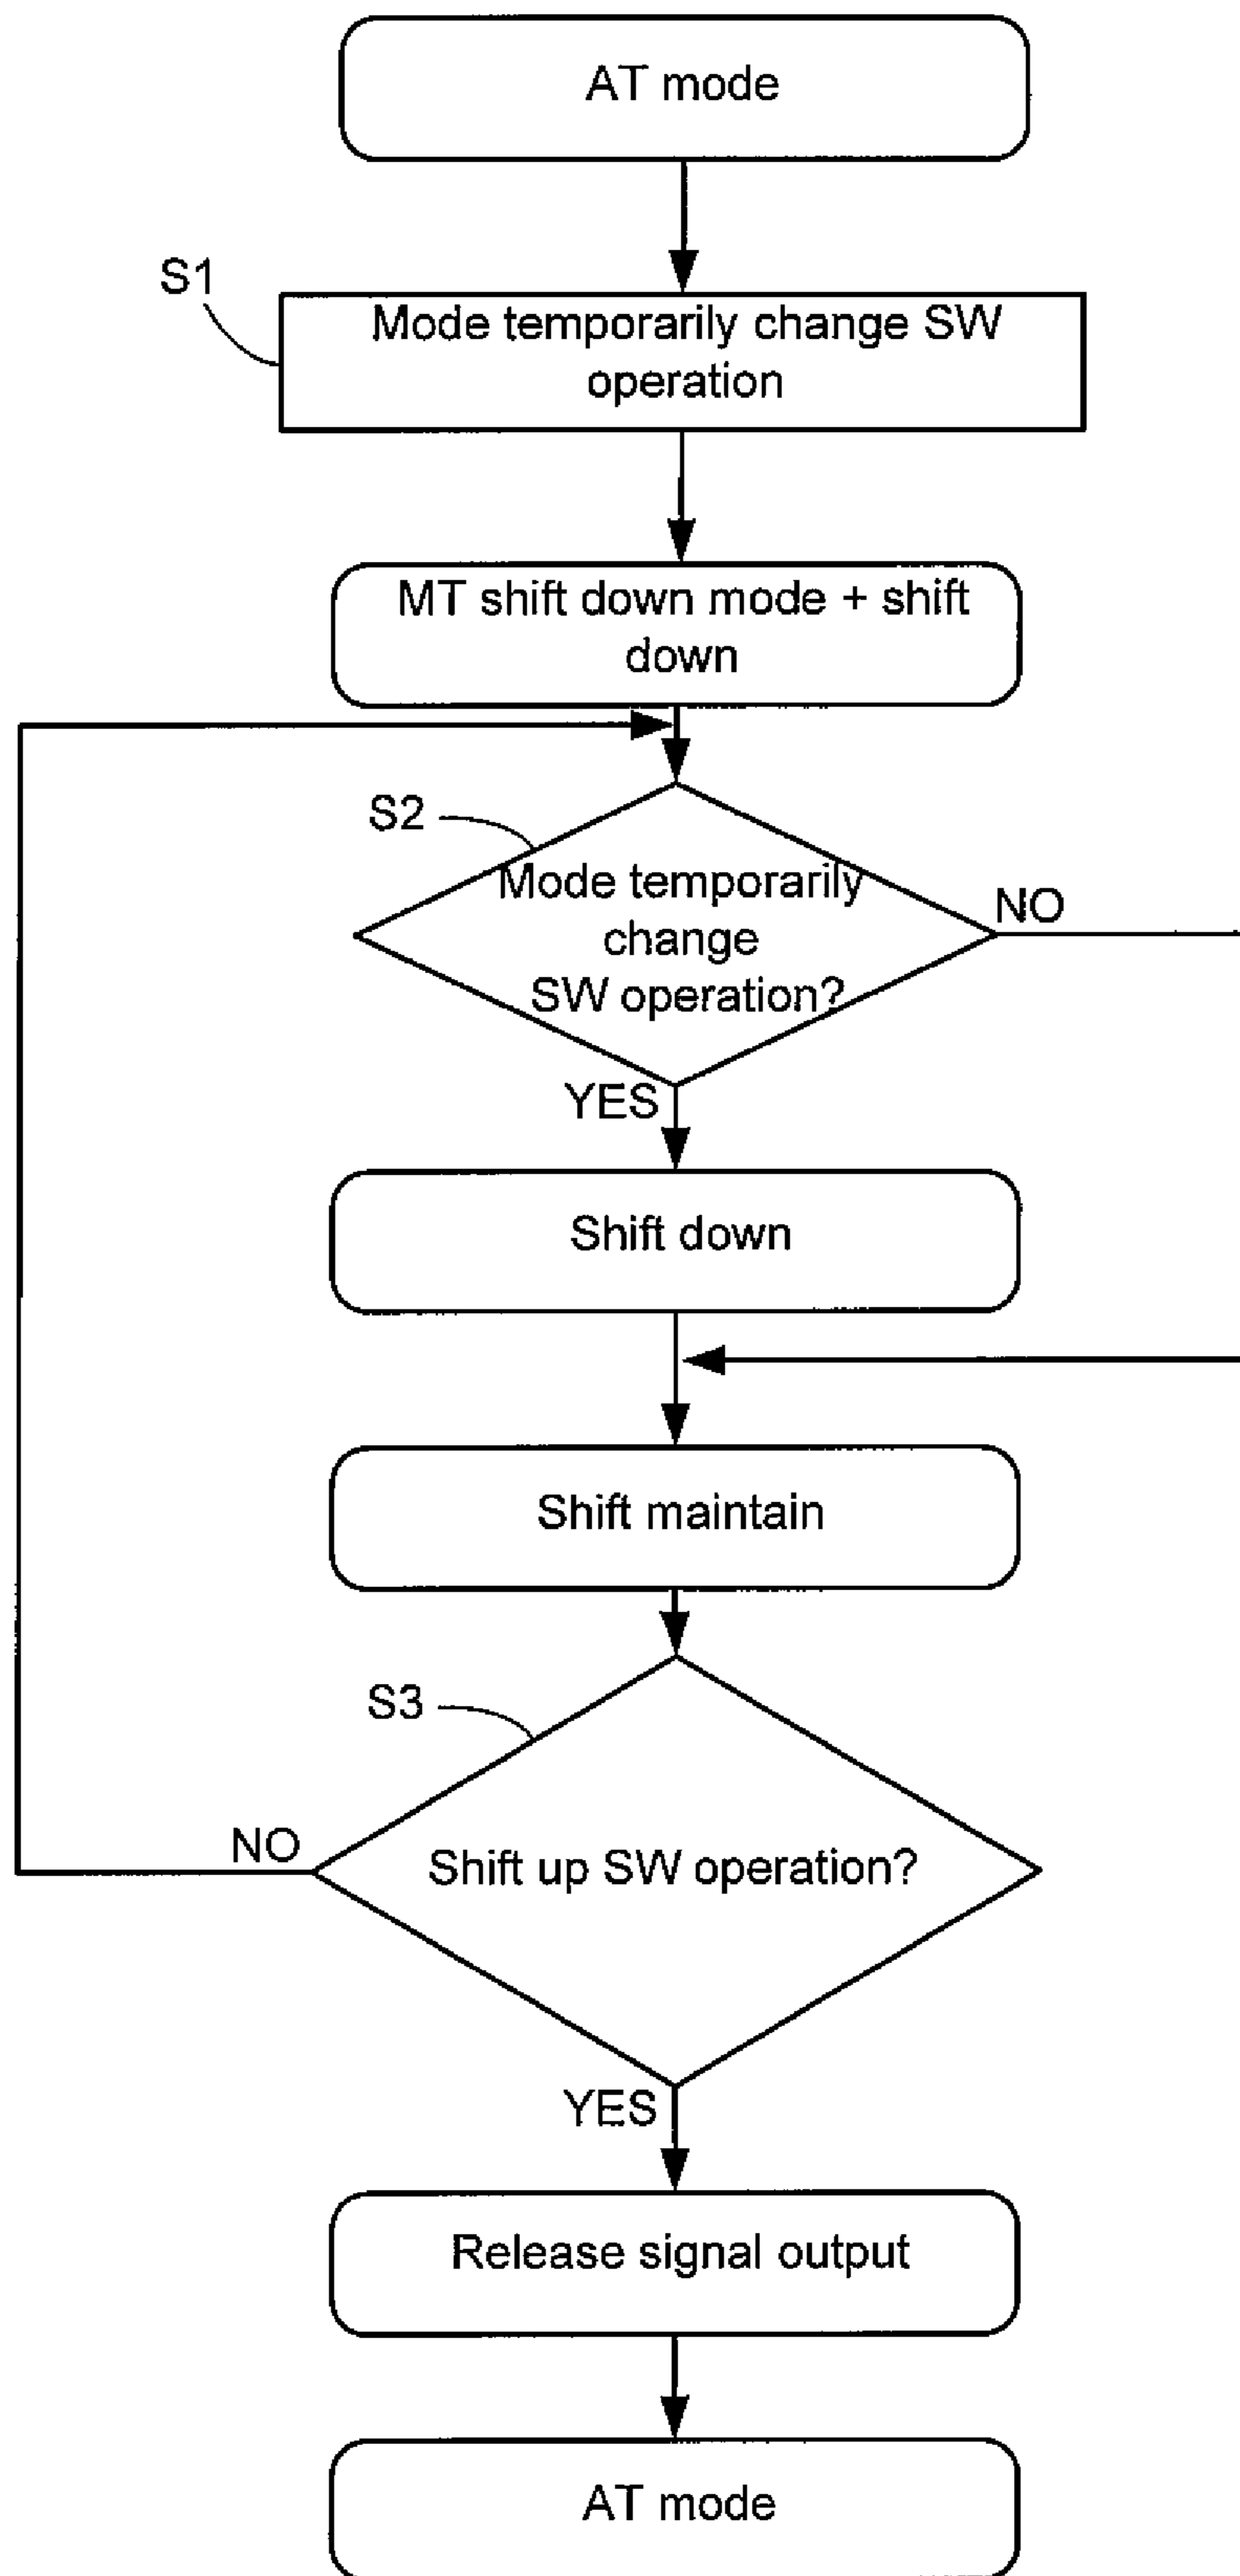 AT mode
S1
Mode temporarily change SW
operation
MT shift down mode + shift
down
S2
Mode temporarily
change
SW operation?
NO
YES
Shift down
Shift maintain
S3
NO
Shift up SW operation?
YES
Release signal output
AT mode